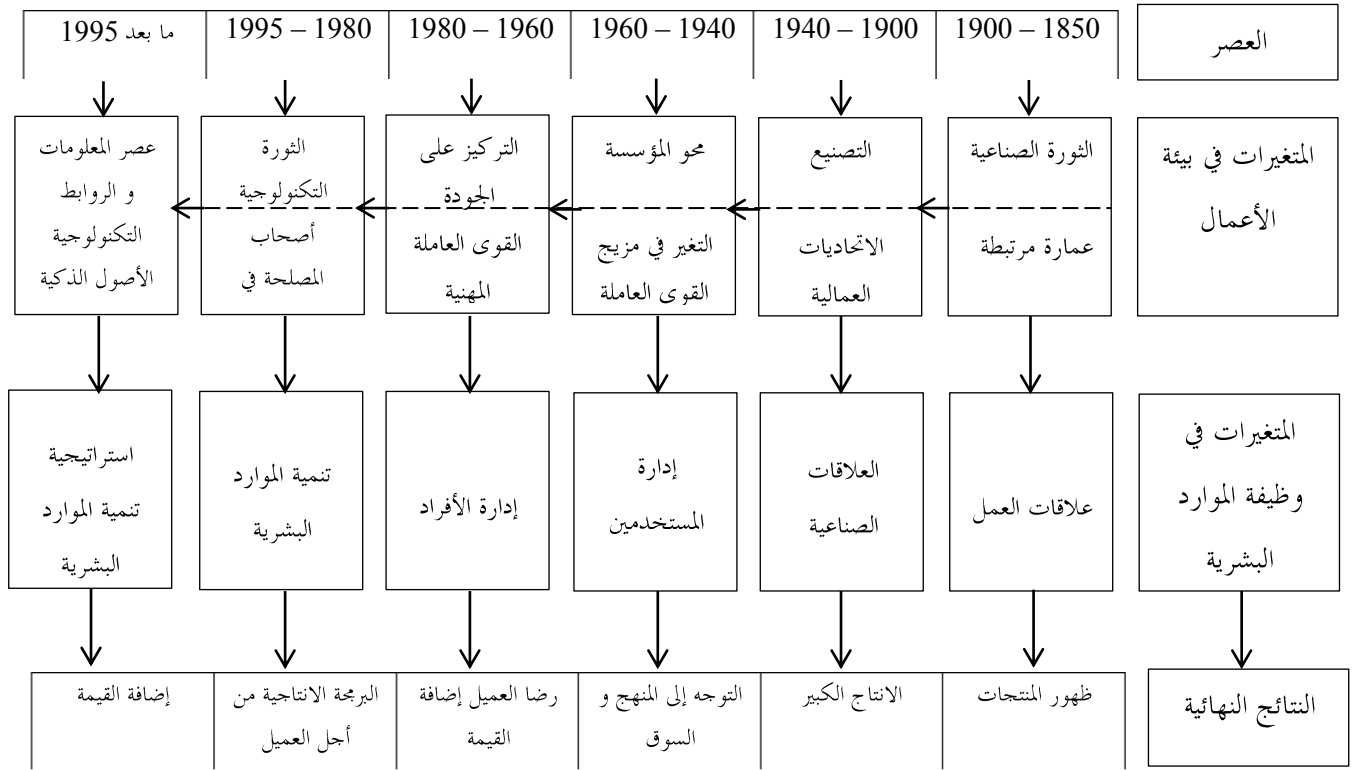 العصر
1900 – 1850
1940 – 1900
1960 – 1940
1980 – 1960
1995 – 1980
ما بعد 1995
المتغيرات في بيئة
الأعمال
الثورة الصناعية
عمارة مرتبطة
التصنيع
الاتحاديات
العمالية
محو المؤسسة
التغير في مزيج
القوى العاملة
التركيز على
الجودة
القوى العاملة
المهنية
الثورة
التكنولوجية
أصحاب
المصلحة في
عصر المعلومات
و الروابط
التكنولوجية
الأصول الذكية
المتغيرات في
وظيفة الموارد
البشرية
علاقات العمل
العلاقات
الصناعية
إدارة
المستخدمين
إدارة الأفراد
تنمية الموارد
البشرية
استراتيجية
تنمية الموارد
البشرية
النتائج النهائية
ظهور المنتجات
الانتاج الكبير
التوجه إلى المنهج و
السوق
رضا العميل إضافة
القيمة
البرمجة الانتاجية من
أجل العميل
إضافة القيمة